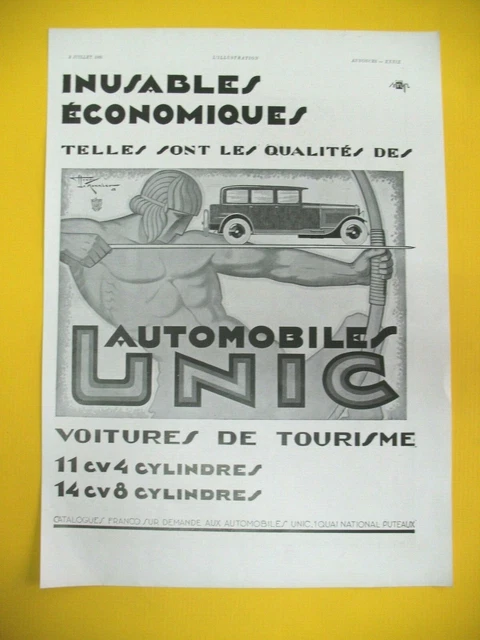 L'ILLUSTRATION
INUSABLES
ÉCONOMIQUES
TELLES SONT LES QUALITÉS DES
AUTOMOBILES
UNIC
VOITURES DE TOURISME
11 CV 4 CYLINDRES
14 CV 8 CYLINDRES
CATALOGUES FRANCO SUR DEMANDE AUX AUTOMOBILES UNIC, 1 QUAI NATIONAL PUTEAUX